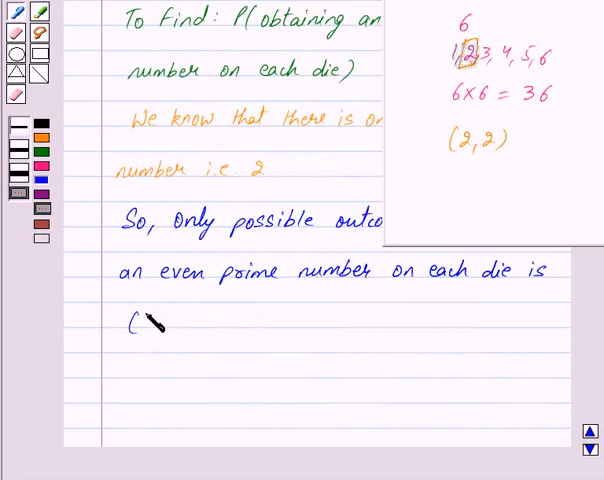 To Find: P(obtaining an
number on each die)
We know that there is on
number i.e. 2
So, only possible outco
an even prime number on each die is
(
6
1,2,3,4,5,6
6×6 = 36
(2,2)